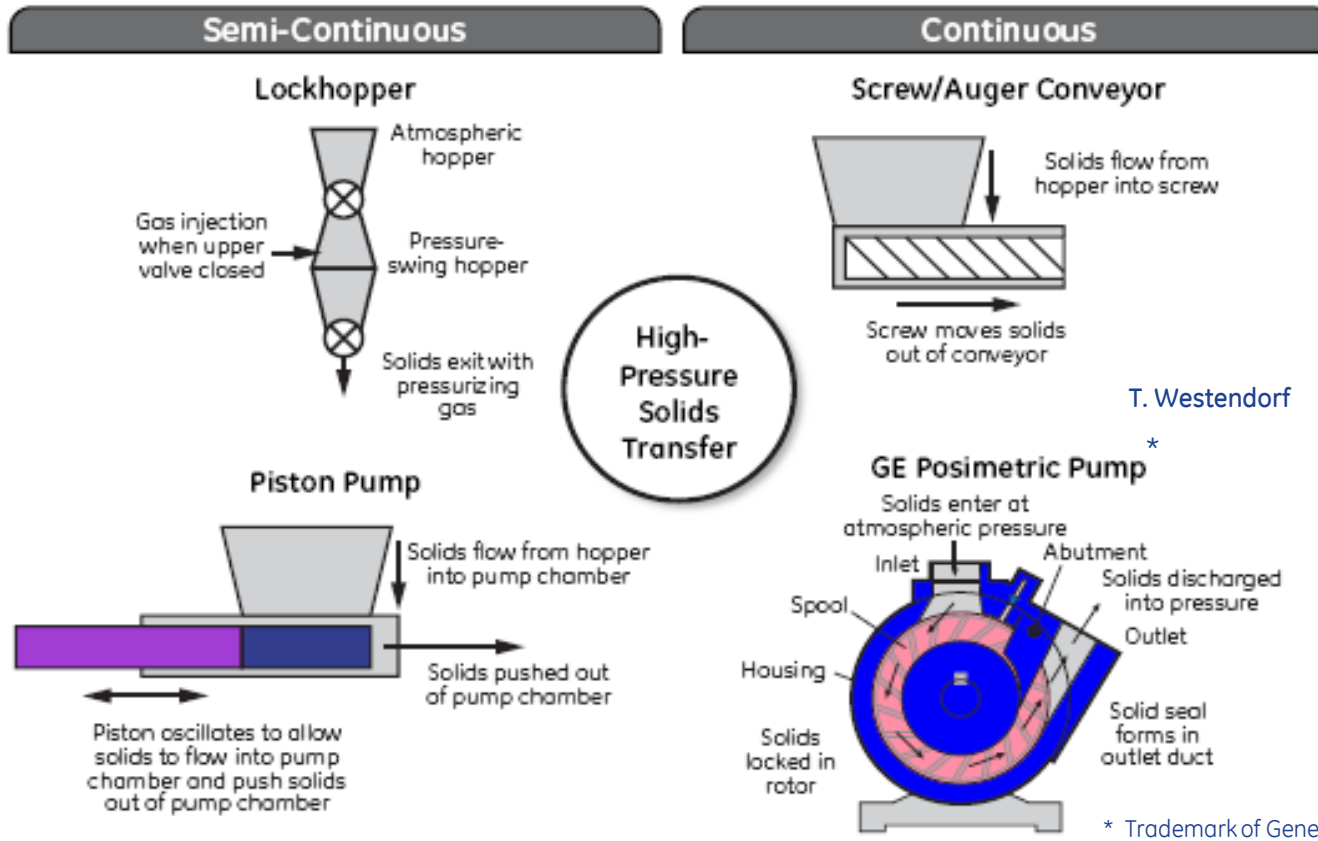 Semi-Continuous
Continuous
Lockhopper
Atmospheric
hopper
Gas injection
when upper
valve closed
Pressure-
swing hopper
Solids exit with
pressurizing
gas
Screw/Auger Conveyor
Solids flow from
hopper into screw
Screw moves solids
out of conveyor
High-
Pressure
Solids
Transfer
T. Westendorf
Piston Pump
Solids flow from hopper
into pump chamber
Solids pushed out
of pump chamber
Piston oscillates to allow
solids to flow into pump
chamber and push solids
out of pump chamber
*
GE Posimetric Pump
Solids enter at
atmospheric pressure
Inlet
Abutment
Solids discharged
into pressure
Spool
Outlet
Housing
Solids
locked in
rotor
Solid seal
forms in
outlet duct
* Trademark of Gene